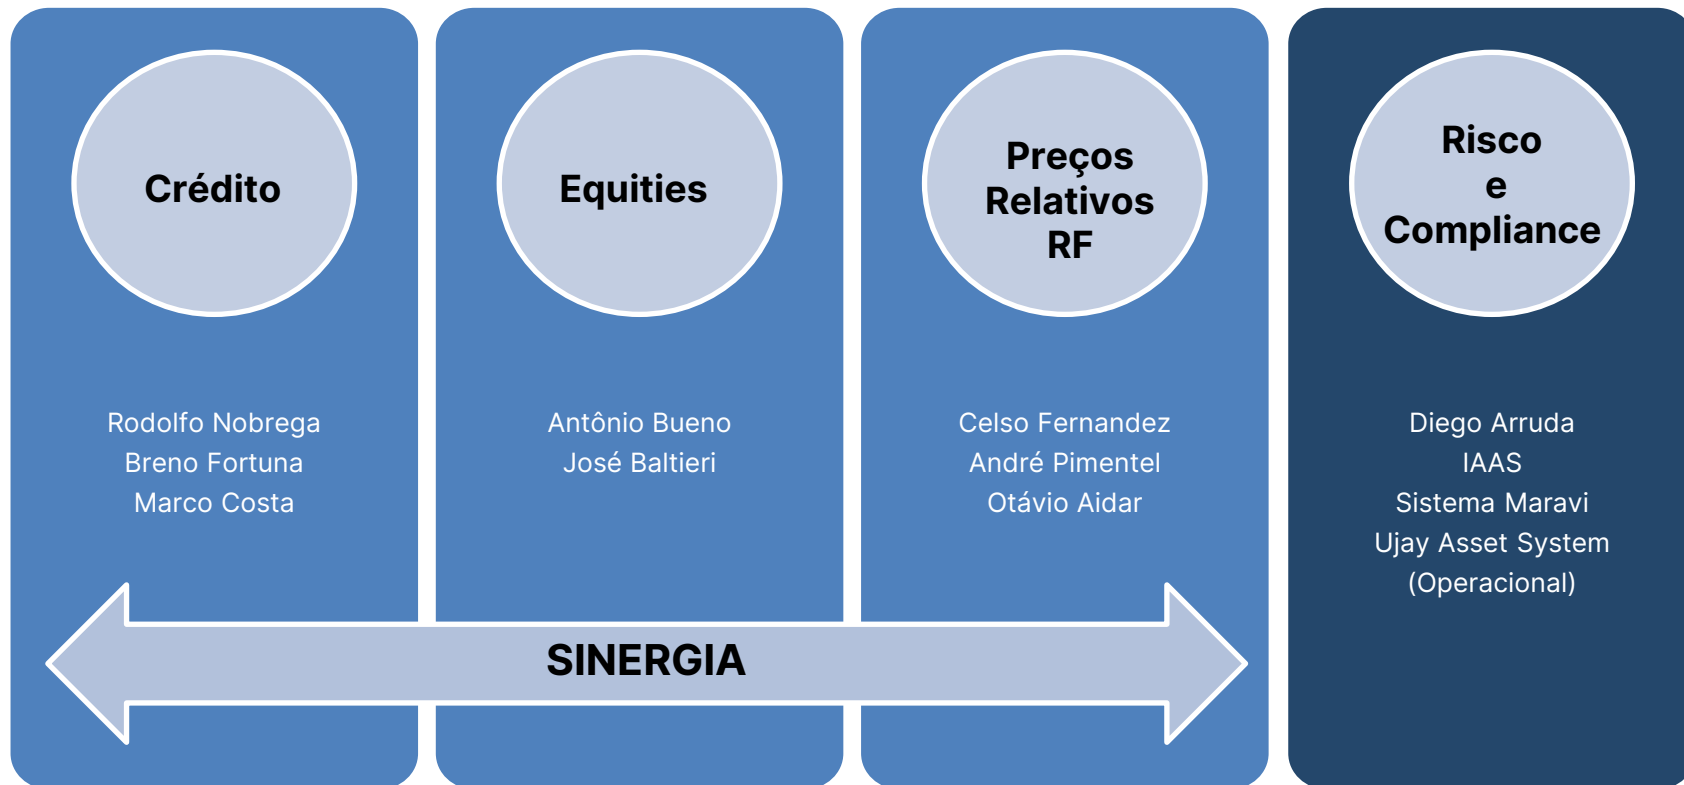 Crédito
Rodolfo Nobrega
Breno Fortuna
Marco Costa
Equities
Antônio Bueno
José Baltieri
Preços
Relativos
RF
Celso Fernandez
André Pimentel
Otávio Aidar
SINERGIA
Risco
e
Compliance
Diego Arruda
IAAS
Sistema Maravi
Ujay Asset System
(Operacional)